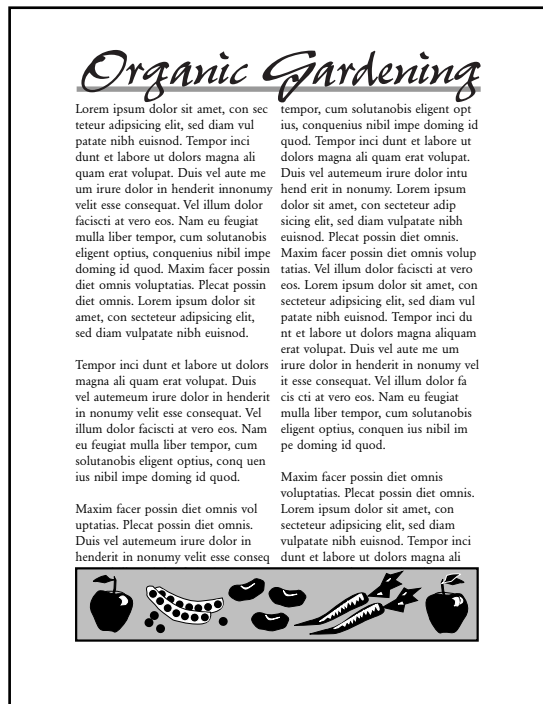 Organic Gardening
Lorem ipsum dolor sit amet, con sec
teteur adipsicing elit, sed diam vul
patate nibh euisnod. Tempor inci
dunt et labore ut dolors magna ali
quam erat volupat. Duis vel aute me
um irure dolor in henderit innonumy
velit esse consequat. Vel illum dolor
faciscti at vero eos. Nam eu feugiat
mulla liber tempor, cum solutanobis
eligent optius, conquenius nibil impe
doming id quod. Maxim facer possin
diet omnis voluptatias. Plecat possin
diet omnis. Lorem ipsum dolor sit
amet, con secteteur adipsicing elit,
sed diam vulpatate nibh euisnod.
Tempor inci dunt et labore ut dolors
magna ali quam erat volupat. Duis
vel autemeum irure dolor in henderit
in nonumy velit esse consequat. Vel
illum dolor faciscti at vero eos. Nam
eu feugiat mulla liber tempor, cum
solutanobis eligent optius, conq uen
ius nibil impe doming id quod.
Maxim facer possin diet omnis vol
uptatias. Plecat possin diet omnis.
Duis vel autemeum irure dolor in
henderit in nonumy velit esse conseq
tempor, cum solutanobis eligent opt
ius, conquenius nibil impe doming id
quod. Tempor inci dunt et labore ut
dolors magna ali quam erat volupat.
Duis vel autemeum irure dolor intu
hend erit in nonumy. Lorem ipsum
dolor sit amet, con secteteur adip
sicing elit, sed diam vulpatate nibh
euisnod. Plecat possin diet omnis.
Maxim facer possin diet omnis volup
tatias. Vel illum dolor faciscti at vero
eos. Lorem ipsum dolor sit amet, con
secteteur adipsicing elit, sed diam vul
patate nibh euisnod. Tempor inci du
nt et labore ut dolors magna aliquam
erat volupat. Duis vel aute me um
irure dolor in henderit in nonumy vel
it esse consequat. Vel illum dolor fa
cis cti at vero eos. Nam eu feugiat
mulla liber tempor, cum solutanobis
eligent optius, conquen ius nibil im
pe doming id quod.
Maxim facer possin diet omnis
voluptatias. Plecat possin diet omnis.
Lorem ipsum dolor sit amet, con
secteteur adipsicing elit, sed diam
vulpatate nibh euisnod. Tempor inci
dunt et labore ut dolors magna ali